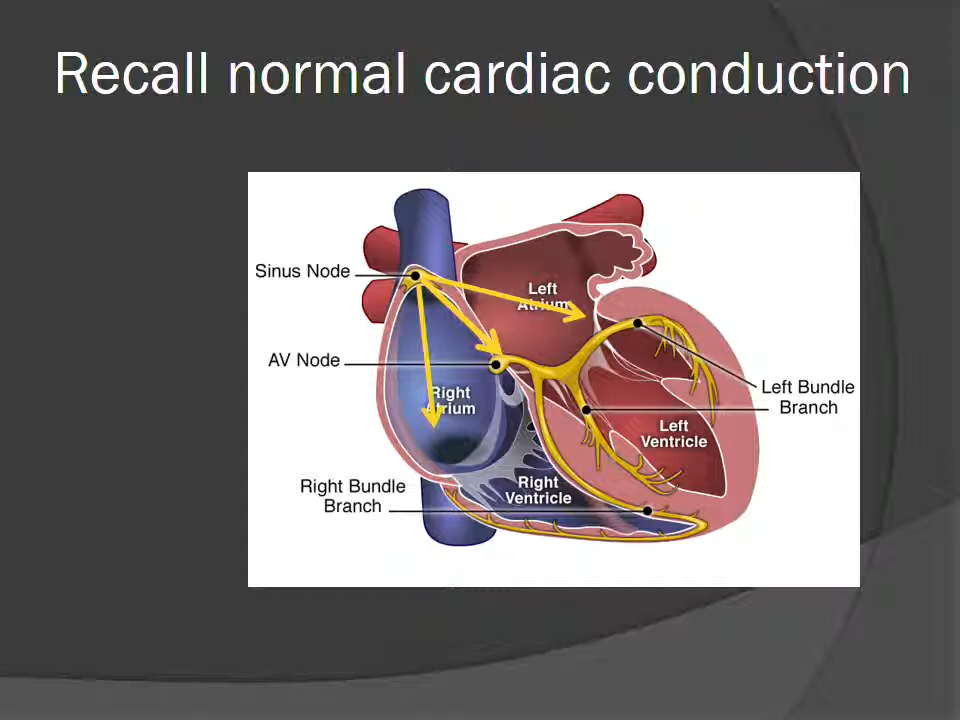 Recall normal cardiac conduction
Sinus Node
Left
Atrium
AV Node
Right
Atrium
Left Bundle
Branch
Left
Ventricle
Right Bundle
Branch
Right
Ventricle